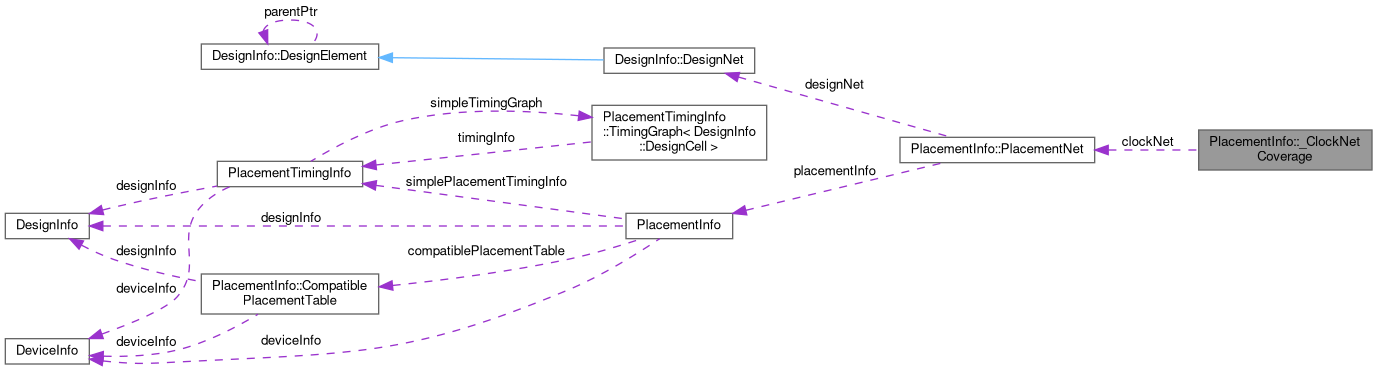 parentPtr
DesignInfo::DesignElement
DesignInfo::DesignNet
designNet
simpleTimingGraph
PlacementTimingInfo
::TimingGraph< DesignInfo
::DesignCell >
timingInfo
PlacementInfo::PlacementNet
clockNet
PlacementInfo::_ClockNet
Coverage
PlacementTimingInfo
placementInfo
designInfo
simplePlacementTimingInfo
DesignInfo
designInfo
PlacementInfo
designInfo
compatiblePlacementTable
PlacementInfo::Compatible
PlacementTable
deviceInfo
DeviceInfo
deviceInfo
deviceInfo